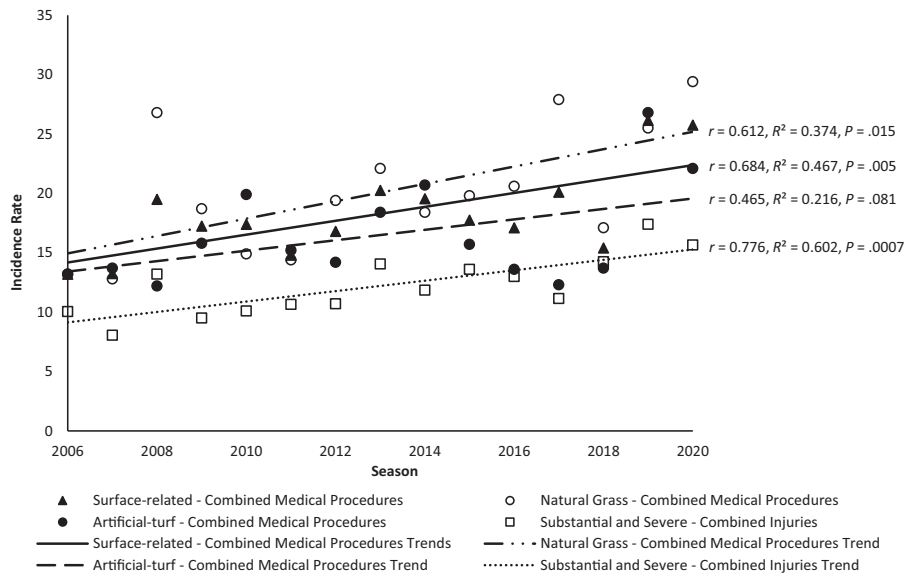 35
30
25
20
15
10
5
0
Incidence Rate
r = 0.612, R² = 0.374, P = .015
r = 0.684, R² = 0.467, P = .005
r = 0.465, R² = 0.216, P = .081
r = 0.776, R² = 0.602, P = .0007
2006 2008 2010 2012 2014 2016 2018 2020
Season
Surface-related - Combined Medical Procedures Natural Grass - Combined Medical Procedures
Artificial-turf - Combined Medical Procedures Substantial and Severe - Combined Injuries
Surface-related - Combined Medical Procedures Trends Natural Grass - Combined Medical Procedures Trend
Artificial-turf - Combined Medical Procedures Trend Substantial and Severe - Combined Injuries Trend